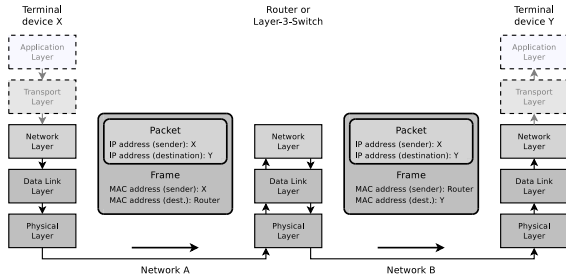 Terminal
device X
Router or
Layer-3-Switch
Terminal
device Y
Application
Layer
Transport
Layer
Network
Layer
Data Link
Layer
Physical
Layer
Packet
IP address (sender): X
IP address (destination): Y
Frame
MAC address (sender): X
MAC address (dest.): Router
Network
Layer
Data Link
Layer
Physical
Layer
Packet
IP address (sender): X
IP address (destination): Y
Frame
MAC address (sender): Router
MAC address (dest.): Y
Application
Layer
Transport
Layer
Network
Layer
Data Link
Layer
Physical
Layer
Network A
Network B